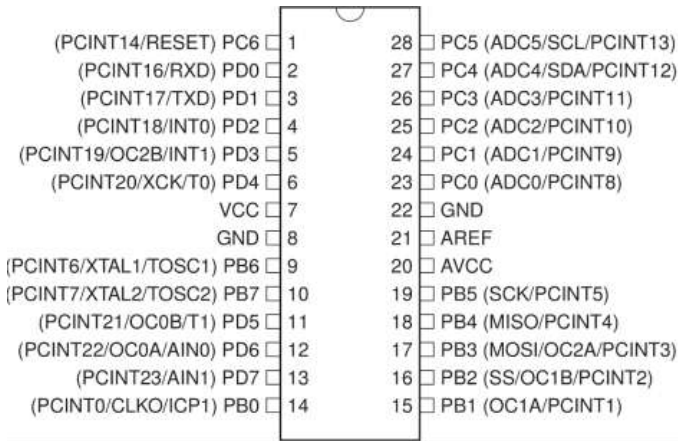 (PCINT14/RESET) PC6 1 28 PC5 (ADC5/SCL/PCINT13)
(PCINT16/RXD) PD0 2 27 PC4 (ADC4/SDA/PCINT12)
(PCINT17/TXD) PD1 3 26 PC3 (ADC3/PCINT11)
(PCINT18/INT0) PD2 4 25 PC2 (ADC2/PCINT10)
(PCINT19/OC2B/INT1) PD3 5 24 PC1 (ADC1/PCINT9)
(PCINT20/XCK/T0) PD4 6 23 PC0 (ADC0/PCINT8)
VCC 7 22 GND
GND 8 21 AREF
(PCINT6/XTAL1/TOSC1) PB6 9 20 AVCC
(PCINT7/XTAL2/TOSC2) PB7 10 19 PB5 (SCK/PCINT5)
(PCINT21/OC0B/T1) PD5 11 18 PB4 (MISO/PCINT4)
(PCINT22/OC0A/AIN0) PD6 12 17 PB3 (MOSI/OC2A/PCINT3)
(PCINT23/AIN1) PD7 13 16 PB2 (SS/OC1B/PCINT2)
(PCINT0/CLKO/ICP1) PB0 14 15 PB1 (OC1A/PCINT1)